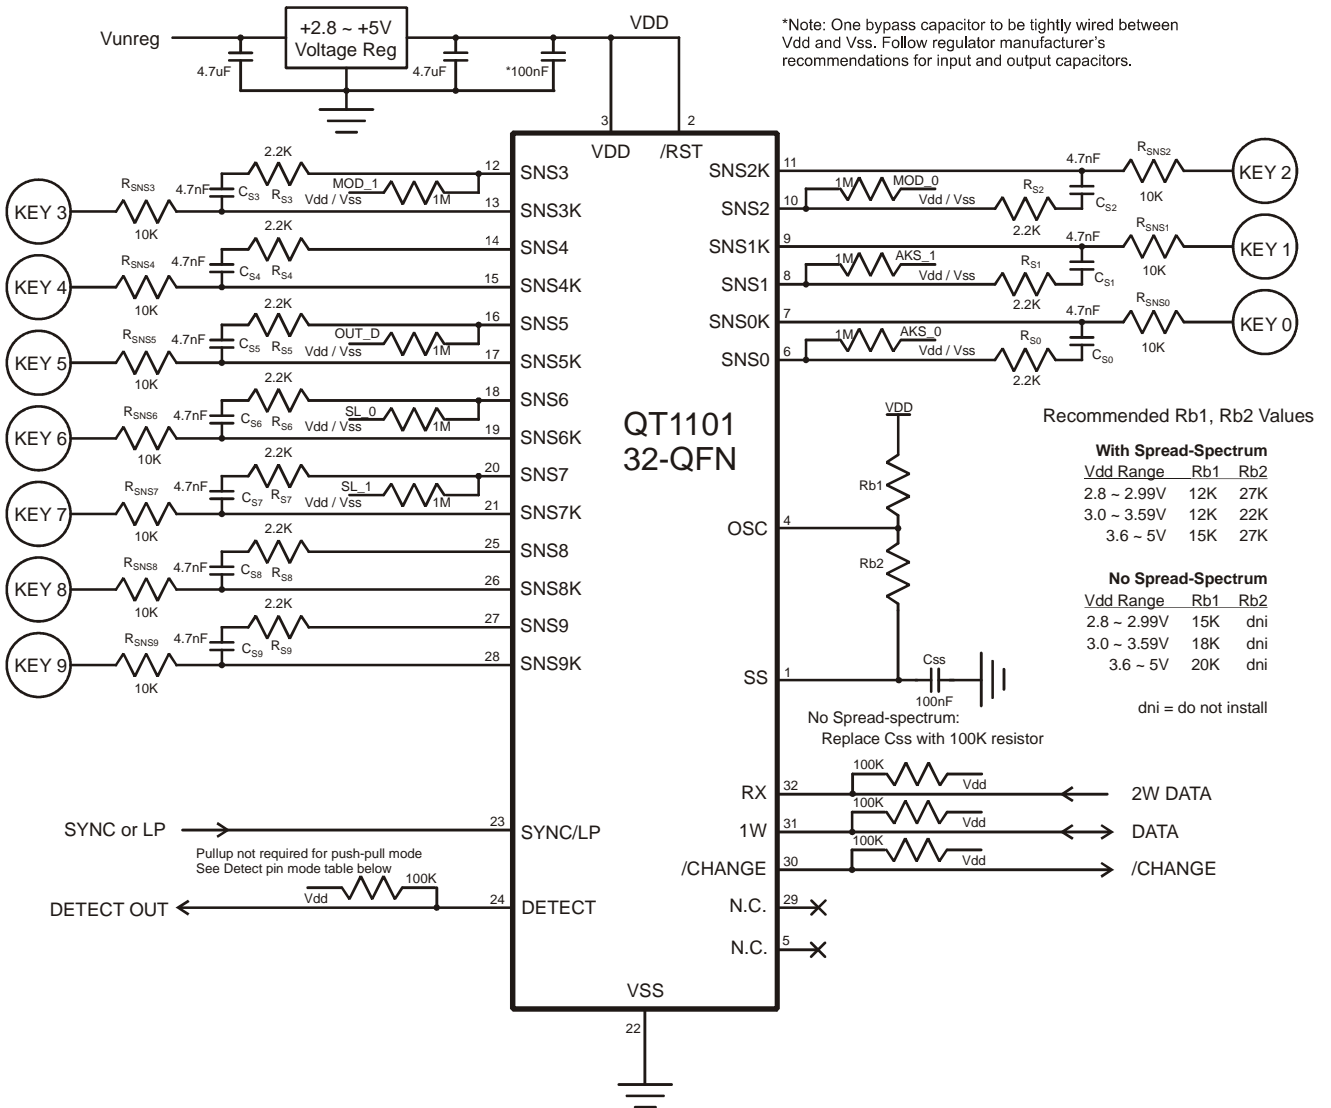 Vunreg
+2.8 ~ +5V
Voltage Reg
VDD
4.7uF
4.7uF
*100nF
*Note: One bypass capacitor to be tightly wired between
Vdd and Vss. Follow regulator manufacturer's
recommendations for input and output capacitors.
3
2
VDD
/RST
QT1101
32-QFN
KEY 3
RSNS3
10K
4.7nF
CS3
2.2K
RS3
MOD_1
Vdd / Vss
1M
12
SNS3
13
SNS3K
KEY 4
RSNS4
10K
4.7nF
CS4
2.2K
RS4
14
SNS4
15
SNS4K
KEY 5
RSNS5
10K
4.7nF
CS5
2.2K
RS5
OUT_D
Vdd / Vss
1M
16
SNS5
17
SNS5K
KEY 6
RSNS6
10K
4.7nF
CS6
2.2K
RS6
SL_0
Vdd / Vss
1M
18
SNS6
19
SNS6K
KEY 7
RSNS7
10K
4.7nF
CS7
2.2K
RS7
SL_1
Vdd / Vss
1M
20
SNS7
21
SNS7K
KEY 8
RSNS8
10K
4.7nF
CS8
2.2K
RS8
25
SNS8
26
SNS8K
KEY 9
RSNS9
10K
4.7nF
CS9
2.2K
RS9
27
SNS9
28
SNS9K
SYNC or LP
23
SYNC/LP
Pullup not required for push-pull mode
See Detect pin mode table below
Vdd
100K
DETECT OUT
24
DETECT
VSS
22
SNS2K
11
4.7nF
RSNS2
10K
KEY 2
SNS2
10
1M
MOD_0
Vdd / Vss
RS2
2.2K
CS2
SNS1K
9
4.7nF
RSNS1
10K
KEY 1
SNS1
8
1M
AKS_1
Vdd / Vss
RS1
2.2K
CS1
SNS0K
7
4.7nF
RSNS0
10K
KEY 0
SNS0
6
1M
AKS_0
Vdd / Vss
RS0
2.2K
CS0
VDD
Rb1
OSC
4
Rb2
SS
1
Css
100nF
No Spread-spectrum:
Replace Css with 100K resistor
Recommended Rb1, Rb2 Values
With Spread-Spectrum
Vdd Range Rb1 Rb2
2.8 ~ 2.99V 12K 27K
3.0 ~ 3.59V 12K 22K
3.6 ~ 5V 15K 27K
No Spread-Spectrum
Vdd Range Rb1 Rb2
2.8 ~ 2.99V 15K dni
3.0 ~ 3.59V 18K dni
3.6 ~ 5V 20K dni
dni = do not install
RX
32
100K
Vdd
2W DATA
1W
31
100K
Vdd
DATA
/CHANGE
30
100K
Vdd
/CHANGE
N.C.
29
N.C.
5